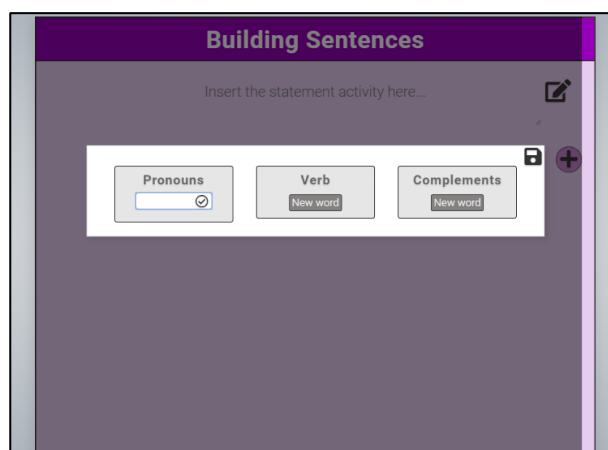 Building Sentences
Insert the statement activity here...
Pronouns Verb Complements
New word New word